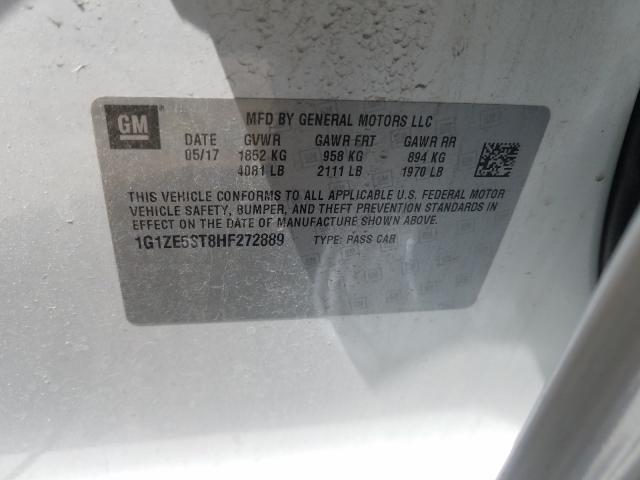 GM
MFD BY GENERAL MOTORS LLC
DATE GVWR GAWR FRT GAWR RR
05/17 1852 KG 958 KG 894 KG
4081 LB 2111 LB 1970 LB
THIS VEHICLE CONFORMS TO ALL APPLICABLE U.S. FEDERAL MOTOR
VEHICLE SAFETY, BUMPER, AND THEFT PREVENTION STANDARDS IN
EFFECT ON THE DATE OF MANUFACTURE SHOWN ABOVE.
1G1ZE5ST8HF272889 TYPE: PASS CAR